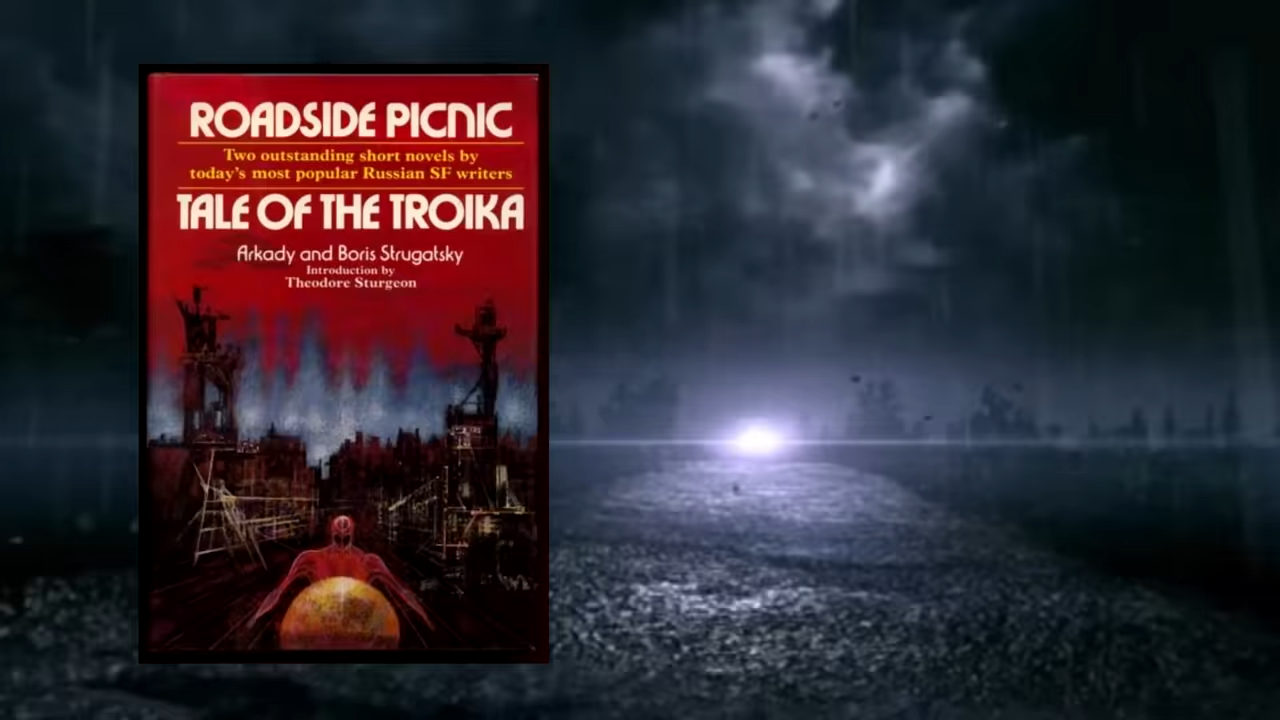 ROADSIDE PICNIC
Two outstanding short novels by
today's most popular Russian SF writers
TALE OF THE TROIKA
Arkady and Boris Strugatsky
Introduction by
Theodore Sturgeon